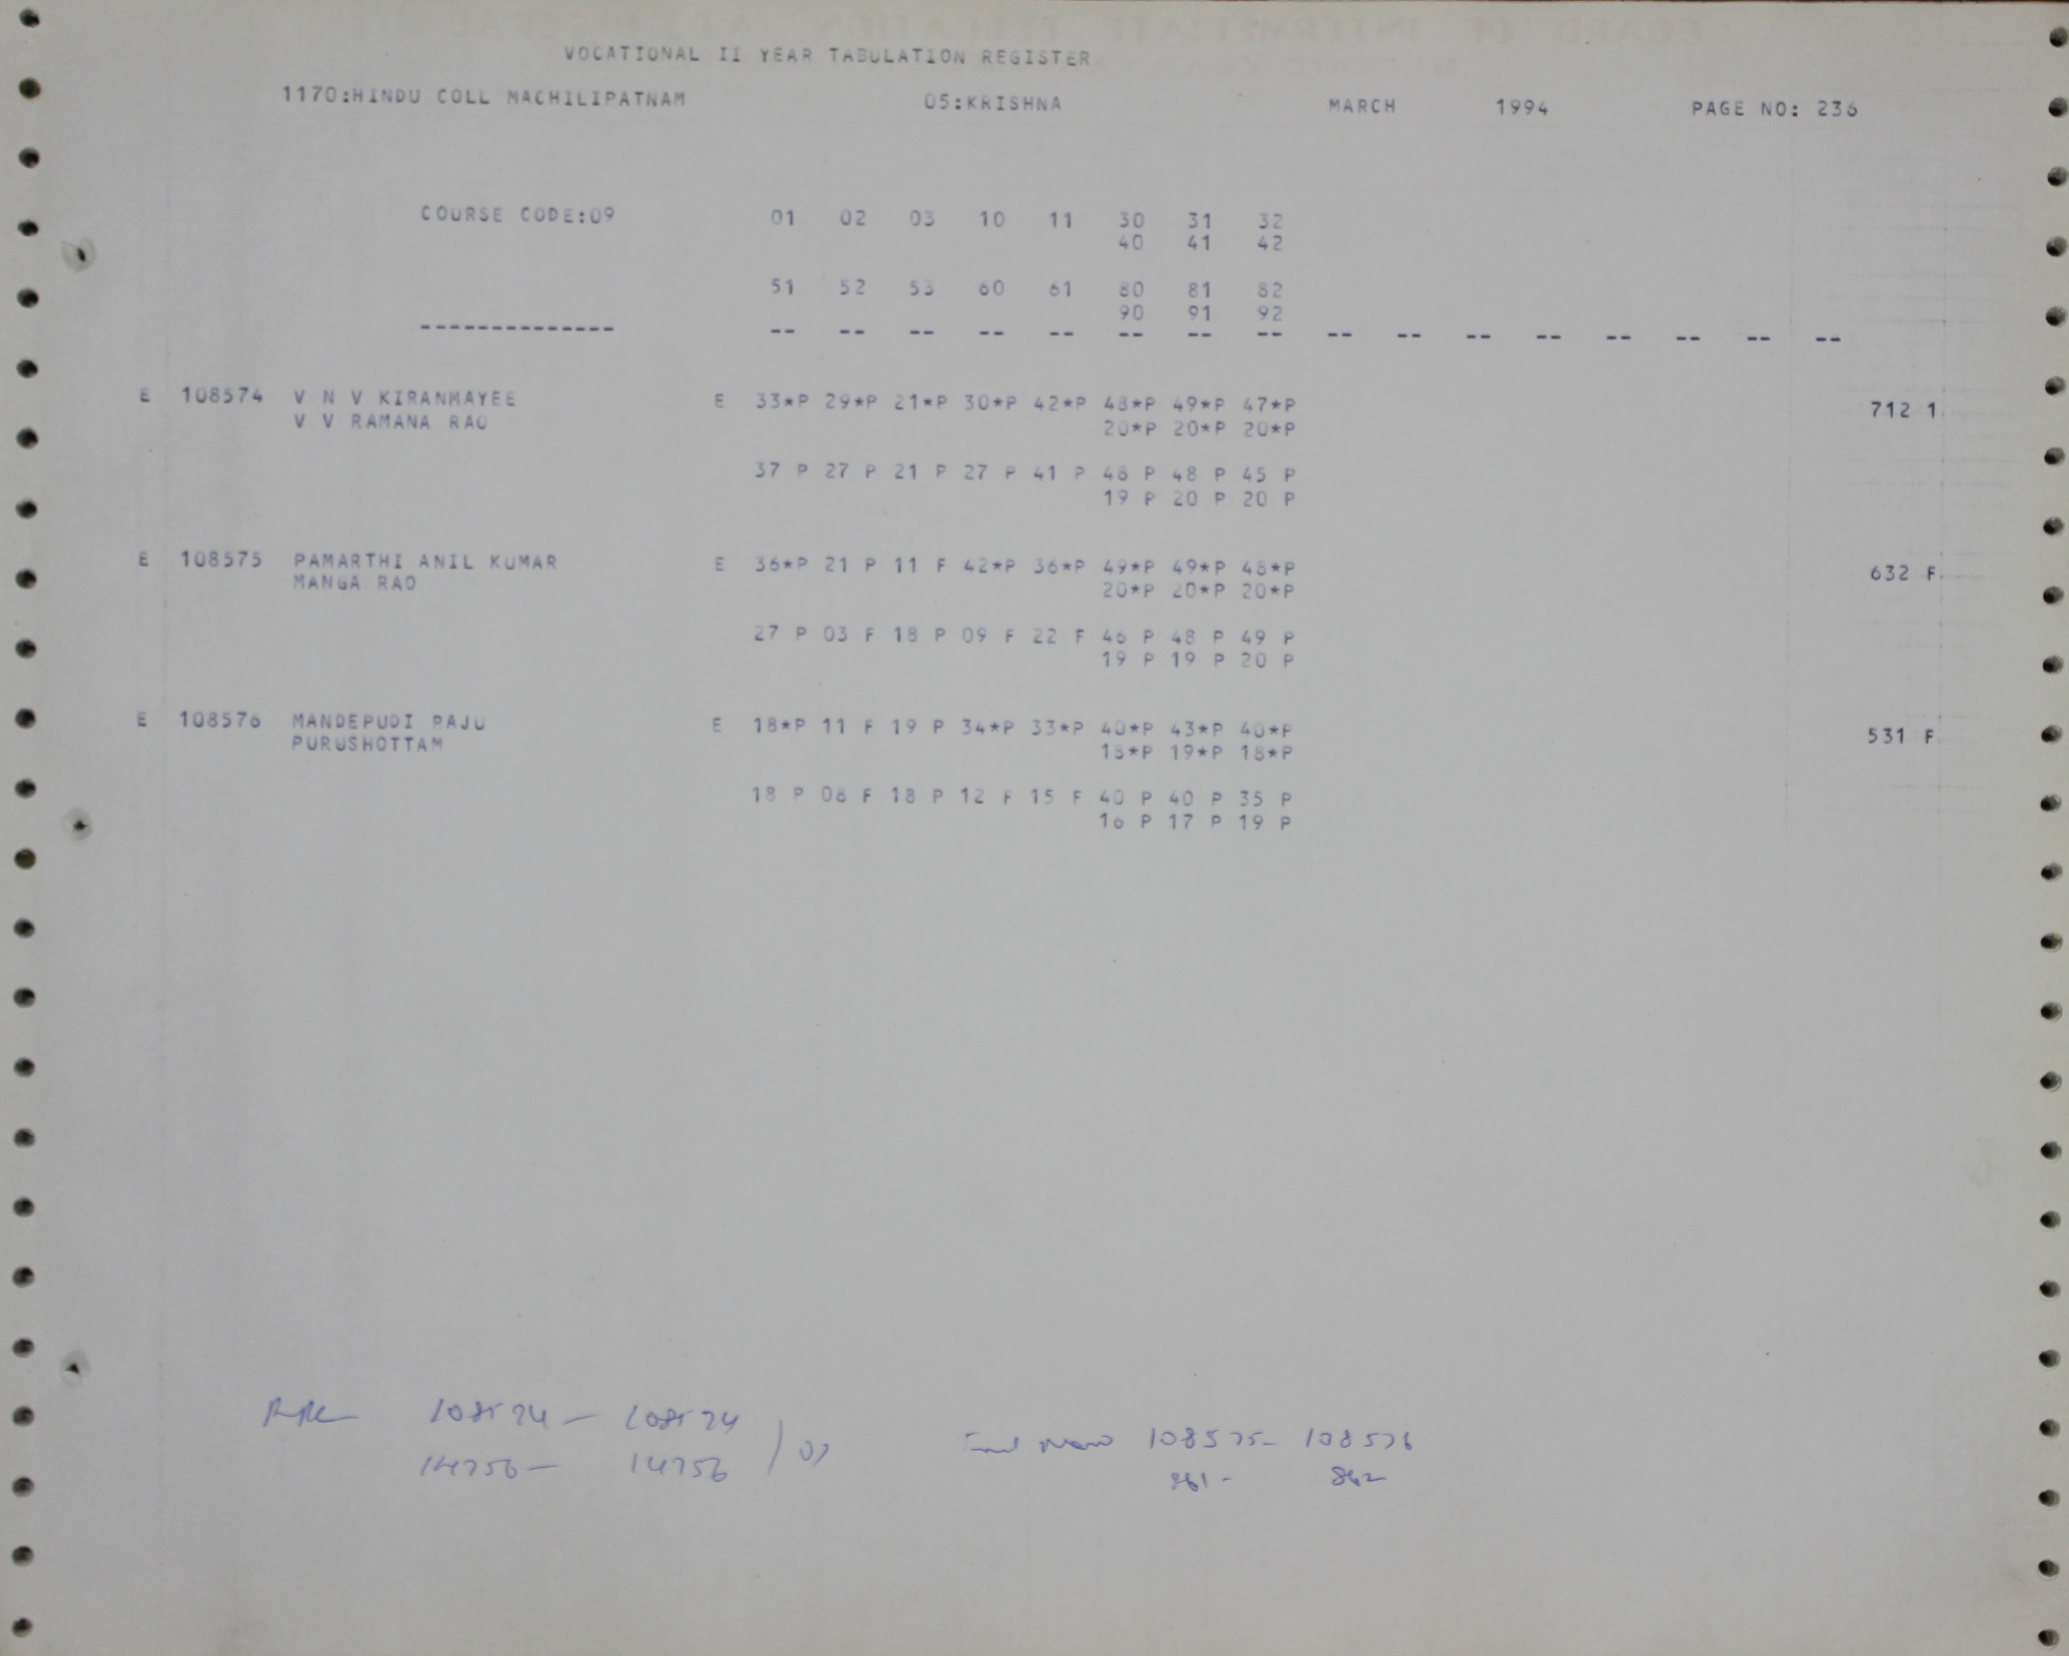 VOCATIONAL II YEAR TABULATION REGISTER
1170:HINDU COLL MACHILIPATNAM 05:KRISHNA MARCH 1994 PAGE NO: 236
COURSE CODE:09 01 02 03 10 11 30 31 32
40 41 42
51 52 53 60 61 80 81 82
90 91 92
-------------- -- -- -- -- -- -- -- -- -- -- -- -- -- -- -- --
E 108574 V N V KIRANMAYEE E 33*P 29*P 21*P 30*P 42*P 48*P 49*P 47*P 712 1
V V RAMANA RAO 20*P 20*P 20*P
37 P 27 P 21 P 27 P 41 P 48 P 48 P 45 P
19 P 20 P 20 P
E 108575 PAMARTHI ANIL KUMAR E 36*P 21 P 11 F 42*P 36*P 49*P 49*P 48*P 632 F
MANGA RAO 20*P 20*P 20*P
27 P 03 F 18 P 09 F 22 F 46 P 48 P 49 P
19 P 19 P 20 P
E 108576 MANDEPUDI RAJU E 18*P 11 F 19 P 34*P 33*P 40*P 43*P 40*P 531 F
PURUSHOTTAM 18*P 19*P 18*P
18 P 08 F 18 P 12 F 15 F 40 P 40 P 35 P
16 P 17 P 19 P
108574 - 108574
14756 - 14756
108575 - 108576
861 - 862